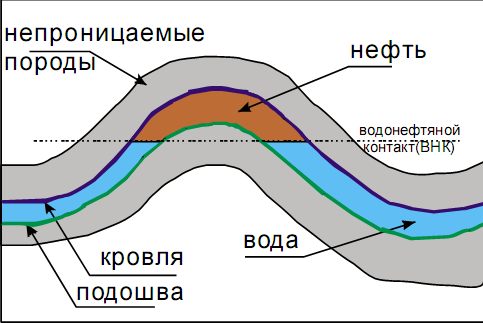 непроницаемые
породы
нефть
водонефтяной
контакт(ВНК)
вода
кровля
подошва